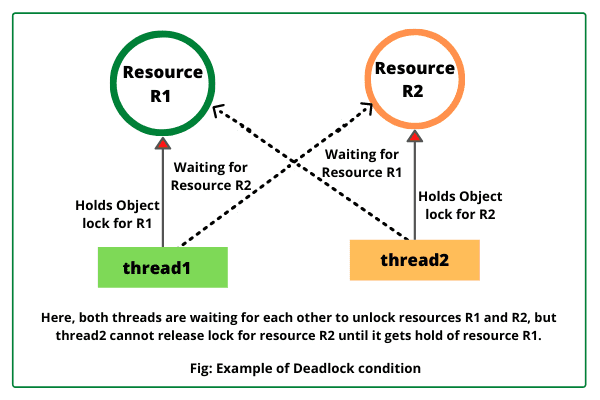 Resource
R1
Resource
R2
Waiting for
Resource R2
Waiting for
Resource R1
Holds Object
lock for R1
Holds Object
lock for R2
thread1
thread2
Here, both threads are waiting for each other to unlock resources R1 and R2, but
thread2 cannot release lock for resource R2 until it gets hold of resource R1.
Fig: Example of Deadlock condition